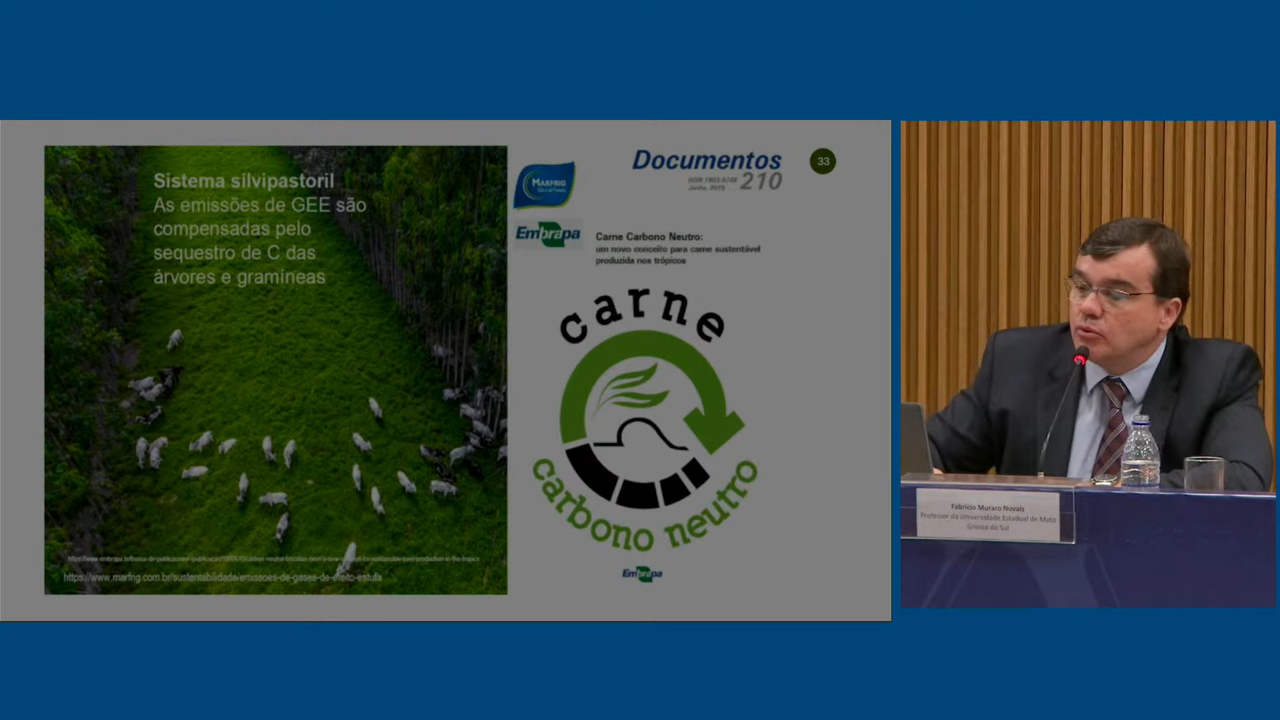 Sistema silvipastoril
As emissões de GEE são
compensadas pelo
sequestro de C das
árvores e gramíneas
https://www.marfrig.com.br/sustentabilidade/emissoes-de-gases-de-efeito-estufa
MARFRIG
Embrapa
Documentos
210
33
Carne Carbono Neutro:
um novo conceito para carne sustentável
produzida nos trópicos
carne
carbono neutro
Embrapa
Fabricio Muraro Novais
Professor da Universidade Estadual de Mato
Grosso do Sul